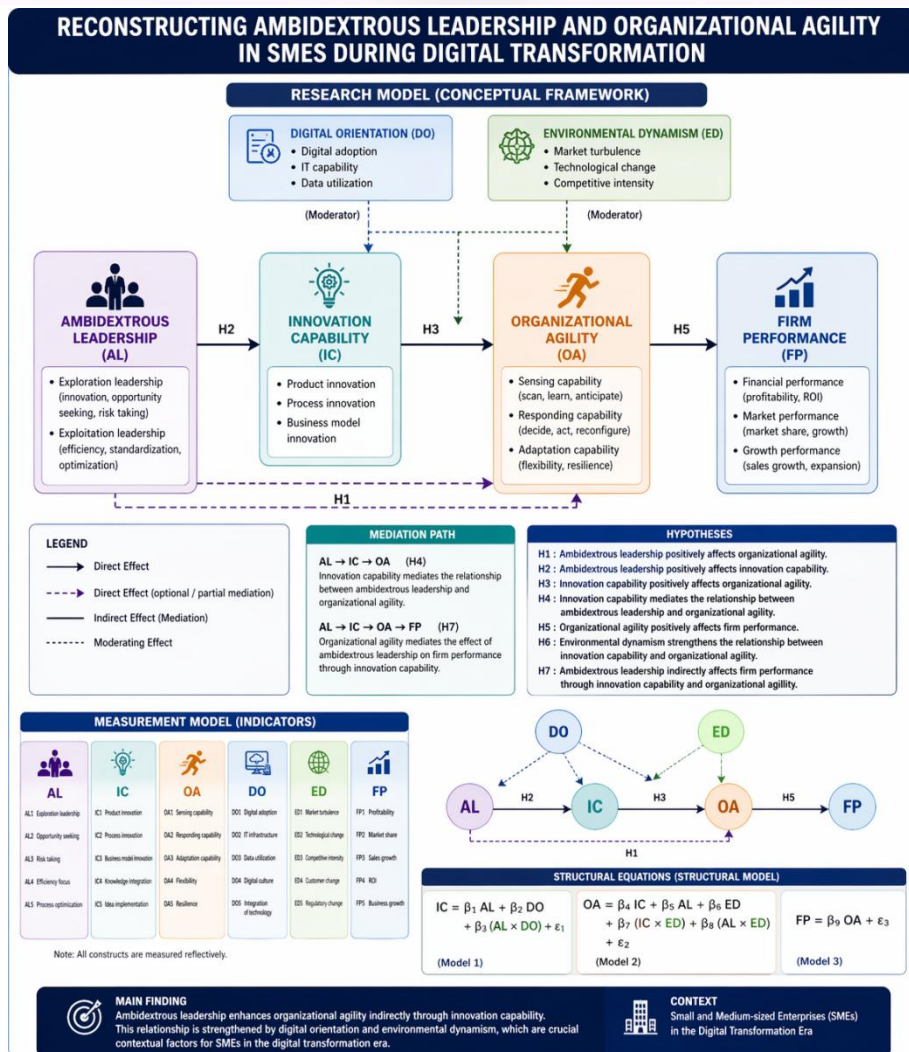 RECONSTRUCTING AMBIDEXTROUS LEADERSHIP AND ORGANIZATIONAL AGILITY
IN SMES DURING DIGITAL TRANSFORMATION
RESEARCH MODEL (CONCEPTUAL FRAMEWORK)
DIGITAL ORIENTATION (DO)
• Digital adoption
• IT capability
• Data utilization
ENVIRONMENTAL DYNAMISM (ED)
• Market turbulence
• Technological change
• Competitive intensity
(Moderator)
(Moderator)
AMBIDEXTROUS
LEADERSHIP
(AL)
• Exploration leadership
(innovation, opportunity
seeking, risk taking)
• Exploitation leadership
(efficiency, standardization,
optimization)
H2
INNOVATION
CAPABILITY
(IC)
• Product innovation
• Process innovation
• Business model
innovation
H3
ORGANIZATIONAL
AGILITY
(OA)
• Sensing capability
(scan, learn, anticipate)
• Responding capability
(decide, act, reconfigure)
• Adaptation capability
(flexibility, resilience)
H5
FIRM
PERFORMANCE
(FP)
• Financial performance
(profitability, ROI)
• Market performance
(market share, growth)
• Growth performance
(sales growth, expansion)
H1
LEGEND
Direct Effect
Direct Effect (optional / partial mediation)
Indirect Effect (Mediation)
Moderating Effect
MEDIATION PATH
AL → IC → OA (H4)
Innovation capability mediates the relationship
between ambidextrous leadership and
organizational agility.
AL → IC → OA → FP (H7)
Organizational agility mediates the effect of
ambidextrous leadership on firm performance
through innovation capability.
HYPOTHESES
H1 : Ambidextrous leadership positively affects organizational agility.
H2 : Ambidextrous leadership positively affects innovation capability.
H3 : Innovation capability positively affects organizational agility.
H4 : Innovation capability mediates the relationship between
ambidextrous leadership and organizational agility.
H5 : Organizational agility positively affects firm performance.
H6 : Environmental dynamism strengthens the relationship between
innovation capability and organizational agility.
H7 : Ambidextrous leadership indirectly affects firm performance
through innovation capability and organizational agillity.
MEASUREMENT MODEL (INDICATORS)
AL
AL1 Exploration leadership
AL2 Opportunity seeking
AL3 Risk taking
AL4 Efficiency focus
AL5 Process optimization
IC
IC1 Product innovation
IC2 Process innovation
IC3 Business model innovation
IC4 Knowledge integration
IC5 Idea implementation
OA
OA1 Sensing capability
OA2 Responding capability
OA3 Adaptation capability
OA4 Flexibility
OA5 Resilience
DO
DO1 Digital adoption
DO2 IT infrastructure
DO3 Data utilization
DO4 Digital culture
DO5 Integration
of technology
ED
ED1 Market turbulence
ED2 Technological change
ED3 Competitive intensity
ED4 Customer change
ED5 Regulatory change
FP
FP1 Profitability
FP2 Market share
FP3 Sales growth
FP4 ROI
FP5 Business growth
Note: All constructs are measured reflectively.
DO
ED
AL
H2
IC
H3
OA
H5
FP
H1
STRUCTURAL EQUATIONS (STRUCTURAL MODEL)
IC = β₁ AL + β₂ DO
+ β₃ (AL × DO) + ε₁
(Model 1)
OA = β₄ IC + β₅ AL + β₆ ED
+ β₇ (IC × ED) + β₈ (AL × ED)
+ ε₂
(Model 2)
FP = β₉ OA + ε₃
(Model 3)
MAIN FINDING
Ambidextrous leadership enhances organizational agility indirectly through innovation capability.
This relationship is strengthened by digital orientation and environmental dynamism, which are crucial
contextual factors for SMEs in the digital transformation era.
CONTEXT
Small and Medium-sized Enterprises (SMEs)
in the Digital Transformation Era